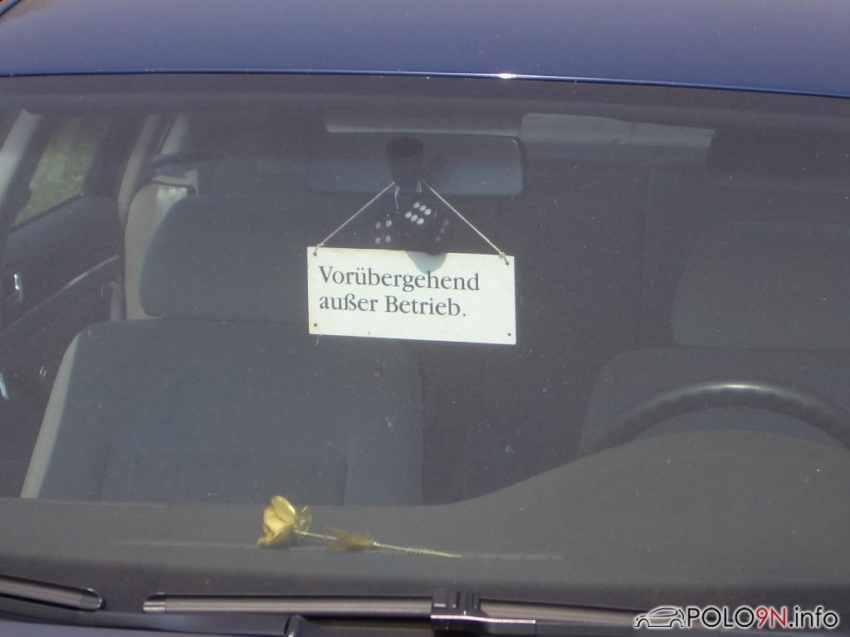 Vorübergehend
außer Betrieb.
POLO9N.info